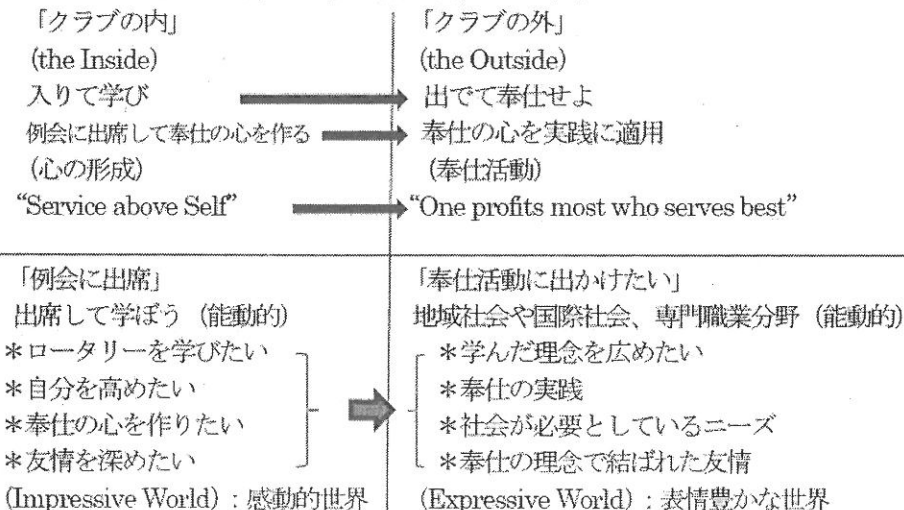 「クラブの内」
(the Inside)
入りて学び
例会に出席して奉仕の心を作る
(心の形成)
“Service above Self”
「クラブの外」
(the Outside)
出でて奉仕せよ
奉仕の心を実践に適用
(奉仕活動)
“One profits most who serves best”
「例会に出席」
出席して学ぼう (能動的)
＊ロータリーを学びたい
＊自分を高めたい
＊奉仕の心を作りたい
＊友情を深めたい
(Impressive World)：感動的世界
「奉仕活動に出かけたい」
地域社会や国際社会、専門職業分野 (能動的)
＊学んだ理念を広めたい
＊奉仕の実践
＊社会が必要としているニーズ
＊奉仕の理念で結ばれた友情
(Expressive World)：表情豊かな世界